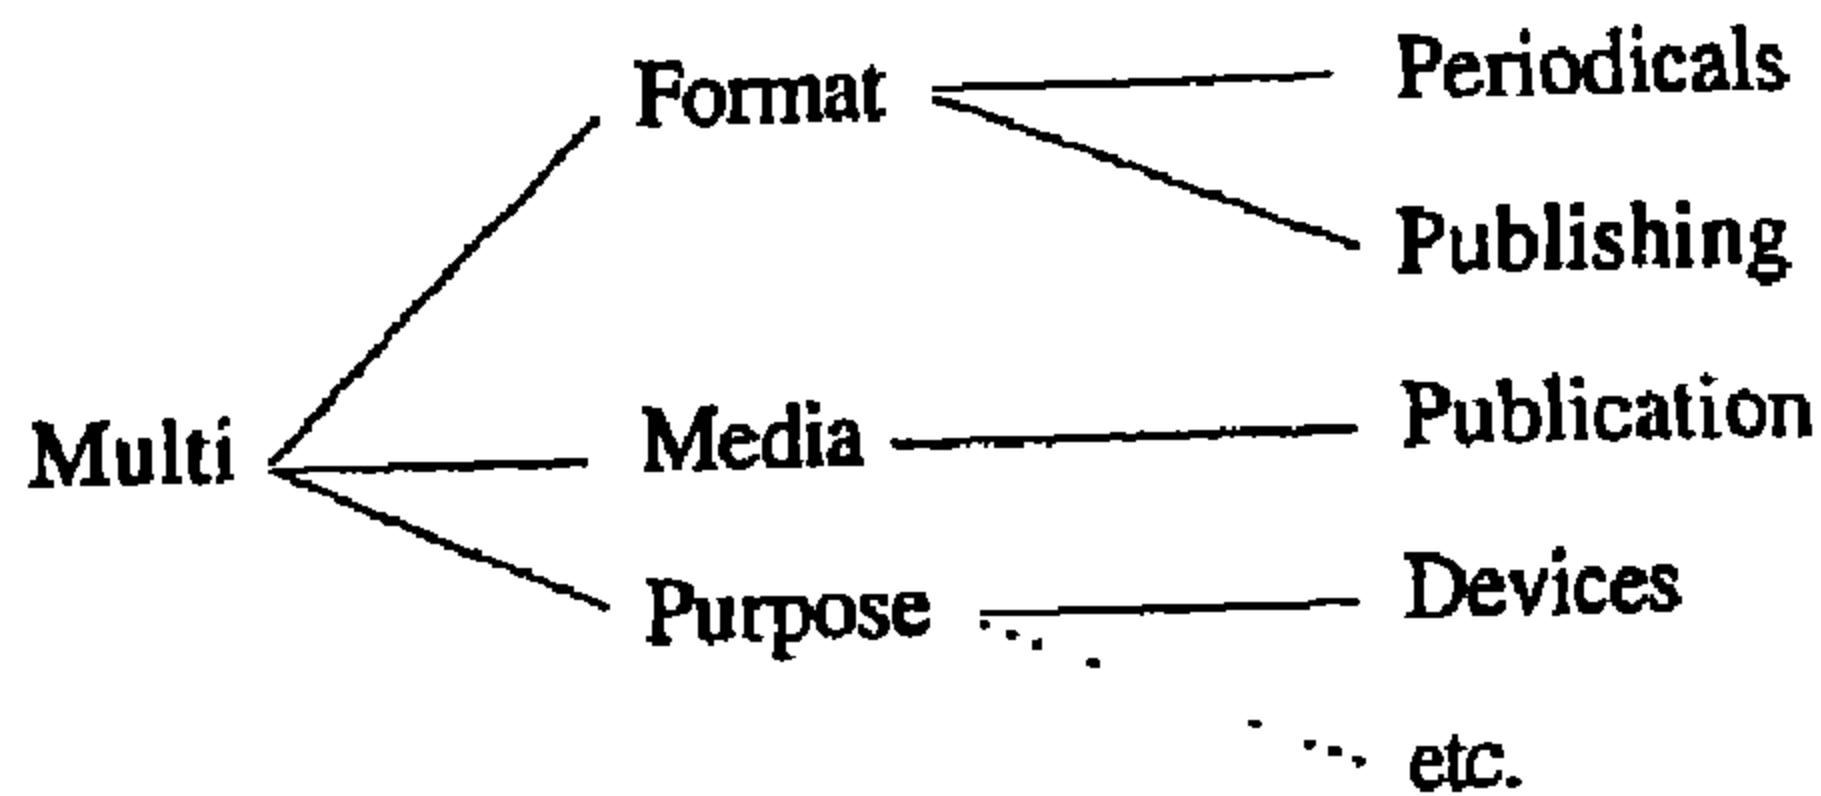 Format
Periodicals
Publishing
Multi
Media
Publication
Purpose
Devices
etc.